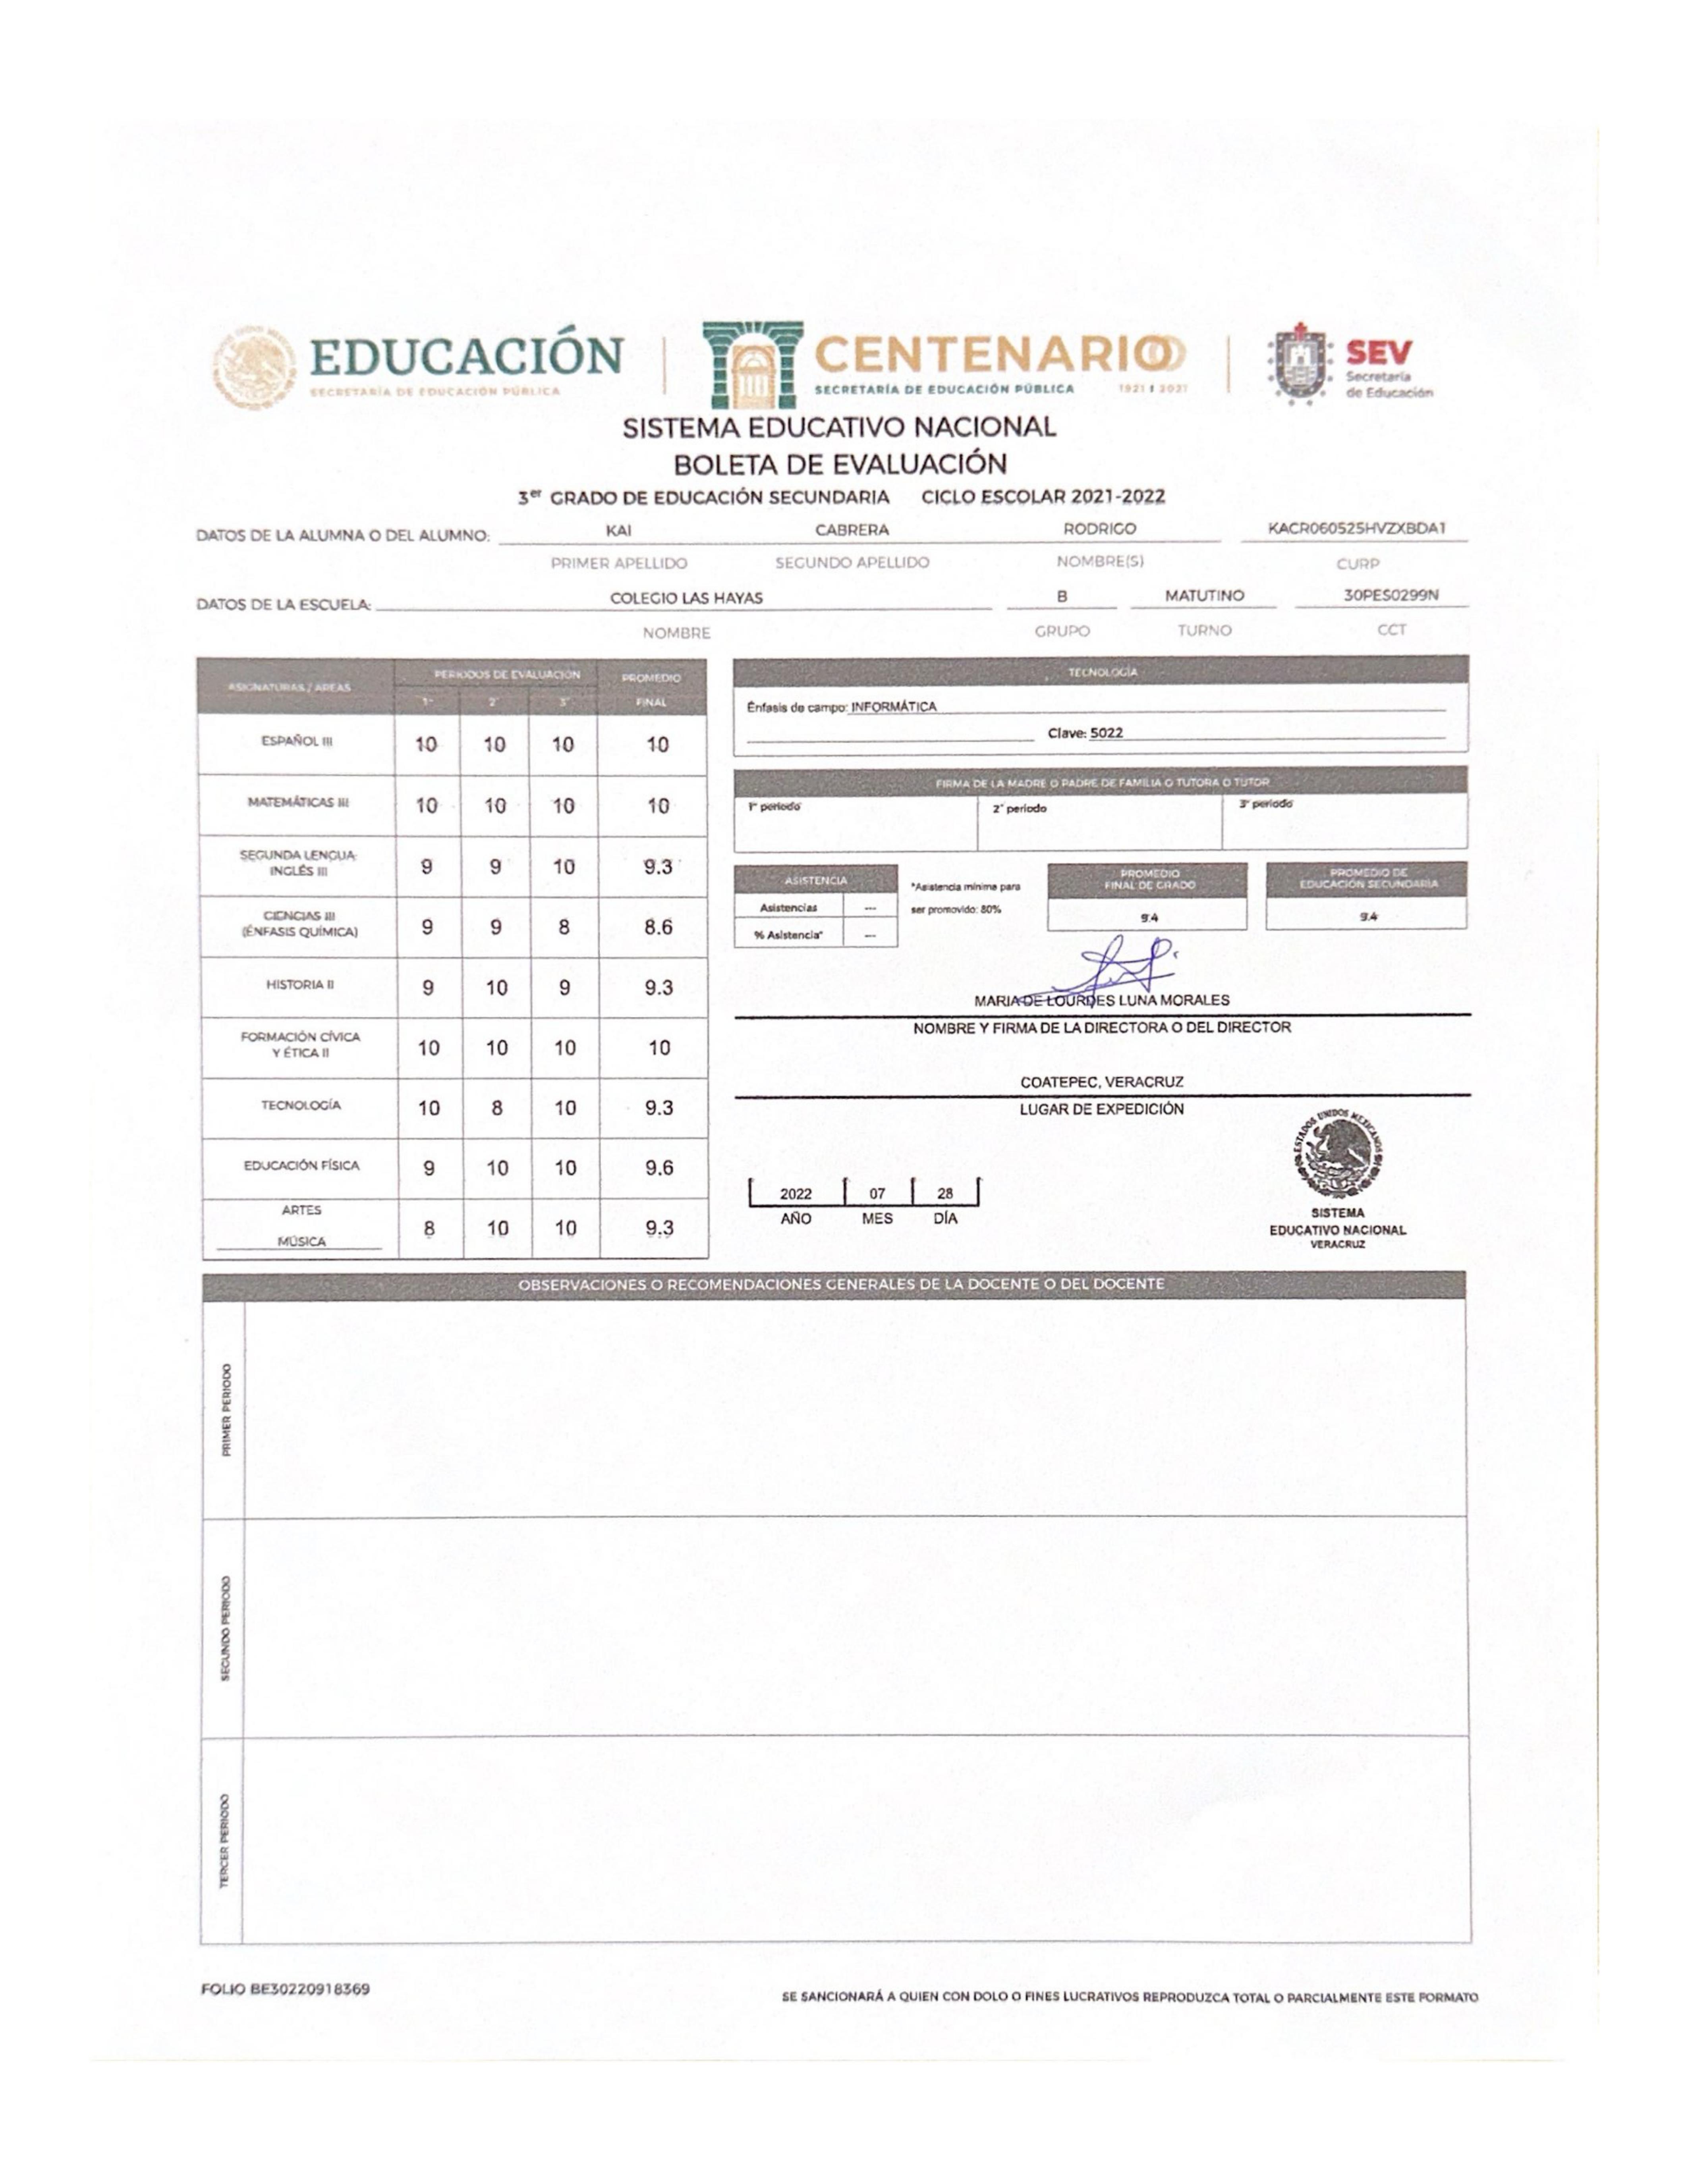 EDUCACIÓN
SECRETARÍA DE EDUCACIÓN PÚBLICA
CENTENARIO
SECRETARÍA DE EDUCACIÓN PÚBLICA 1921 2021
SEV
Secretaría
de Educación
SISTEMA EDUCATIVO NACIONAL
BOLETA DE EVALUACIÓN
3er GRADO DE EDUCACIÓN SECUNDARIA CICLO ESCOLAR 2021-2022
DATOS DE LA ALUMNA O DEL ALUMNO: KAI CABRERA RODRIGO KACR060525HVZXBDA1
PRIMER APELLIDO SEGUNDO APELLIDO NOMBRE(S) CURP
DATOS DE LA ESCUELA: COLEGIO LAS HAYAS B MATUTINO 30PES0299N
NOMBRE GRUPO TURNO CCT
ASIGNATURAS / AREAS PERIODOS DE EVALUACIÓN PROMEDIO
1° 2° 3° FINAL
ESPAÑOL III 10 10 10 10
MATEMÁTICAS III 10 10 10 10
SEGUNDA LENGUA:
INGLÉS III 9 9 10 9.3
CIENCIAS III
(ÉNFASIS QUÍMICA) 9 9 8 8.6
HISTORIA II 9 10 9 9.3
FORMACIÓN CÍVICA
Y ÉTICA II 10 10 10 10
TECNOLOGÍA 10 8 10 9.3
EDUCACIÓN FÍSICA 9 10 10 9.6
ARTES
MÚSICA 8 10 10 9.3
TECNOLOGÍA
Énfasis de campo: INFORMÁTICA
Clave: 5022
FIRMA DE LA MADRE O PADRE DE FAMILIA O TUTORA O TUTOR
1er periodo 2° periodo 3er periodo
ASISTENCIA
Asistencias ---
% Asistencia* ---
*Asistencia mínima para
ser promovido: 80%
PROMEDIO
FINAL DE GRADO
9.4
PROMEDIO DE
EDUCACIÓN SECUNDARIA
9.4
MARIA DE LOURDES LUNA MORALES
NOMBRE Y FIRMA DE LA DIRECTORA O DEL DIRECTOR
COATEPEC, VERACRUZ
LUGAR DE EXPEDICIÓN
2022 07 28
AÑO MES DÍA
ESTADOS UNIDOS MEXICANOS
SISTEMA
EDUCATIVO NACIONAL
VERACRUZ
OBSERVACIONES O RECOMENDACIONES GENERALES DE LA DOCENTE O DEL DOCENTE
PRIMER PERIODO
SEGUNDO PERIODO
TERCER PERIODO
FOLIO BE30220918369
SE SANCIONARÁ A QUIEN CON DOLO O FINES LUCRATIVOS REPRODUZCA TOTAL O PARCIALMENTE ESTE FORMATO